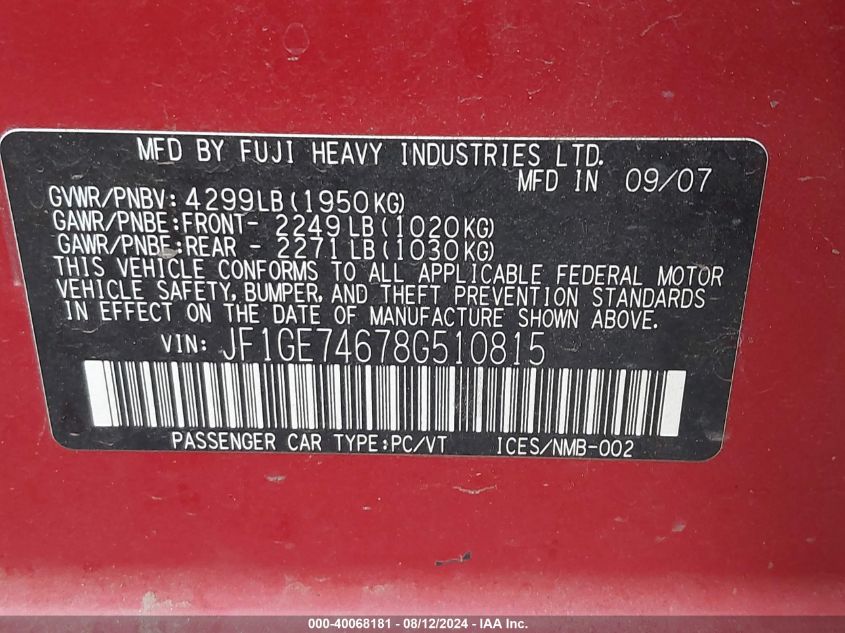 MFD BY FUJI HEAVY INDUSTRIES LTD.
MFD IN 09/07
GVWR/PNBV: 4299LB(1950KG)
GAWR/PNBE:FRONT- 2249LB(1020KG)
GAWR/PNBE:REAR - 2271LB(1030KG)
THIS VEHICLE CONFORMS TO ALL APPLICABLE FEDERAL MOTOR
VEHICLE SAFETY, BUMPER, AND THEFT PREVENTION STANDARDS
IN EFFECT ON THE DATE OF MANUFACTURE SHOWN ABOVE.
VIN: JF1GE74678G510815
PASSENGER CAR TYPE:PC/VT ICES/NMB-002
000-40068181 - 08/12/2024 - IAA Inc.